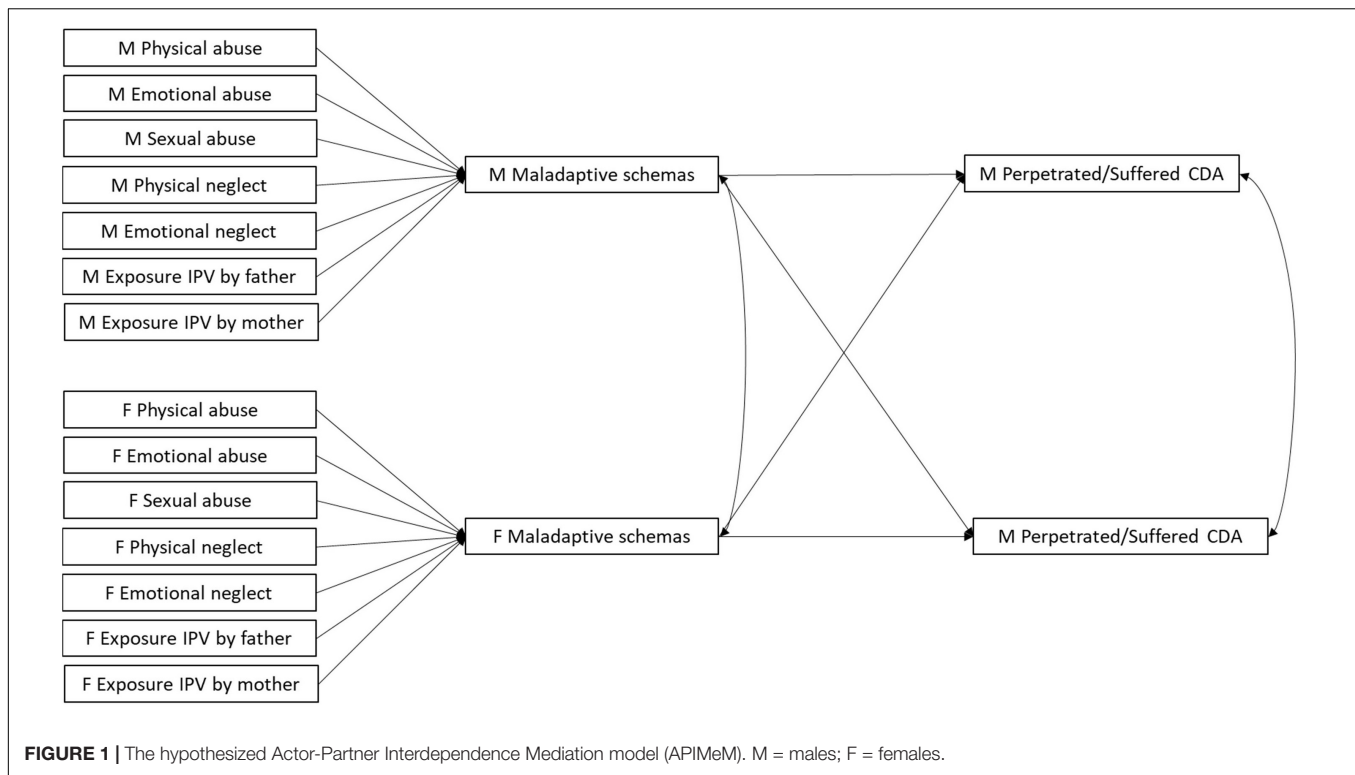 M Physical abuse
M Emotional abuse
M Sexual abuse
M Physical neglect
M Emotional neglect
M Exposure IPV by father
M Exposure IPV by mother
M Maladaptive schemas
M Perpetrated/Suffered CDA
F Physical abuse
F Emotional abuse
F Sexual abuse
F Physical neglect
F Emotional neglect
F Exposure IPV by father
F Exposure IPV by mother
F Maladaptive schemas
M Perpetrated/Suffered CDA
FIGURE 1 | The hypothesized Actor-Partner Interdependence Mediation model (APIMeM). M = males; F = females.